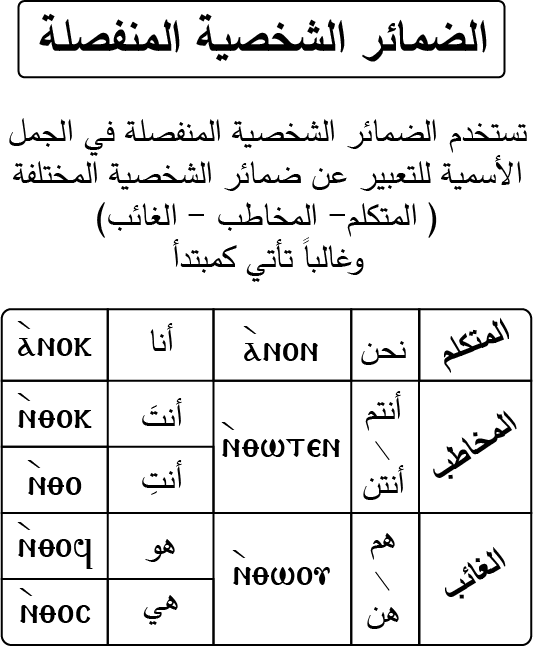 الضمائر الشخصية المنفصلة
تستخدم الضمائر الشخصية المنفصلة في الجمل
الأسمية للتعبير عن ضمائر الشخصية المختلفة
( المتكلم- المخاطب - الغائب)
وغالباً تأتي كمبتدأ
المتكلم نحن ⲁ̀ⲛⲟⲛ أنا ⲁ̀ⲛⲟⲕ
المخاطب أنتم \ أنتن ⲛ̀ⲑⲱⲧⲉⲛ أنتَ ⲛ̀ⲑⲟⲕ
أنتِ ⲛ̀ⲑⲟ
الغائب هم \ هن ⲛ̀ⲑⲱⲟⲩ هو ⲛ̀ⲑⲟϥ
هي ⲛ̀ⲑⲟⲥ